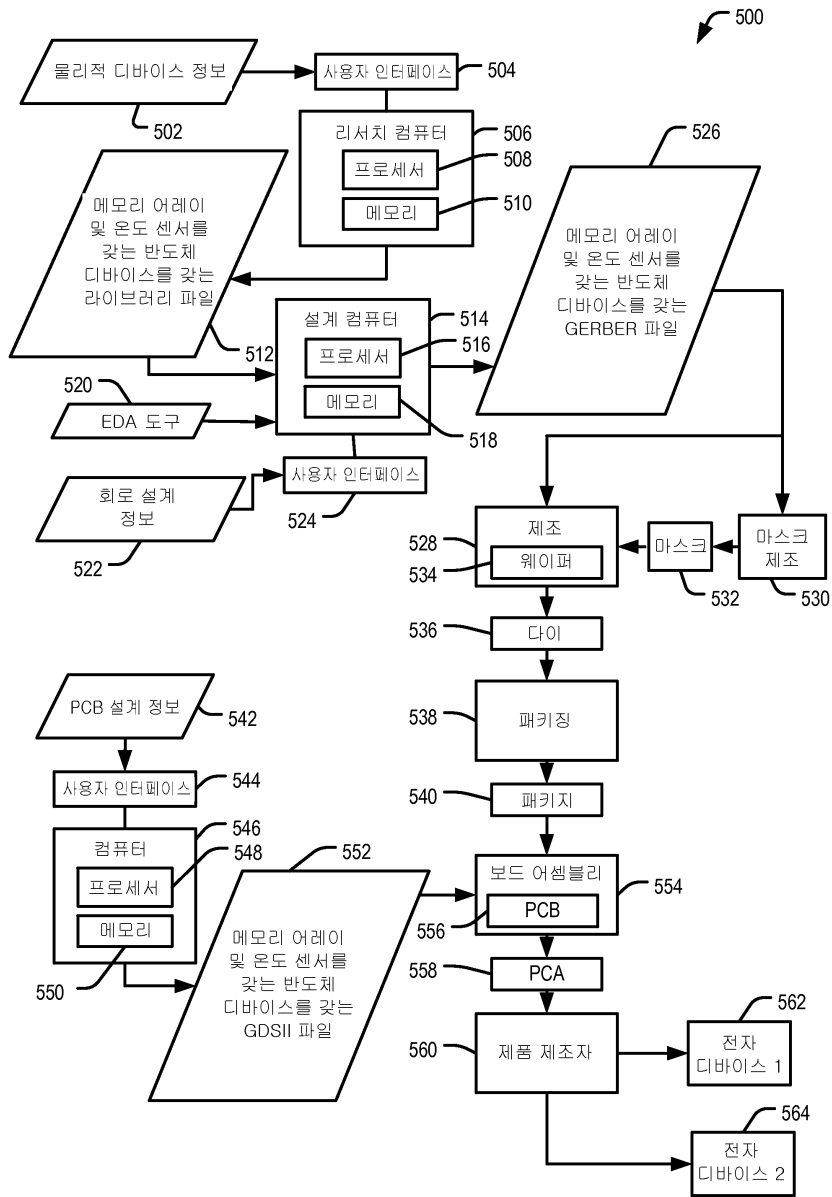 500
물리적 디바이스 정보
502
사용자 인터페이스
504
리서치 컴퓨터
506
프로세서
508
메모리
510
메모리 어레이
및 온도 센서를
갖는 반도체
디바이스를 갖는
라이브러리 파일
512
설계 컴퓨터
514
프로세서
516
메모리
518
520
EDA 도구
회로 설계
정보
522
사용자 인터페이스
524
526
메모리 어레이
및 온도 센서를
갖는 반도체
디바이스를 갖는
GERBER 파일
528
제조
534
웨이퍼
마스크
532
마스크
제조
530
536
다이
538
패키징
540
패키지
PCB 설계 정보
542
사용자 인터페이스
544
컴퓨터
546
프로세서
548
메모리
550
552
메모리 어레이
및 온도 센서를
갖는 반도체
디바이스를 갖는
GDSII 파일
보드 어셈블리
554
556
PCB
558
PCA
560
제품 제조자
562
전자
디바이스 1
564
전자
디바이스 2